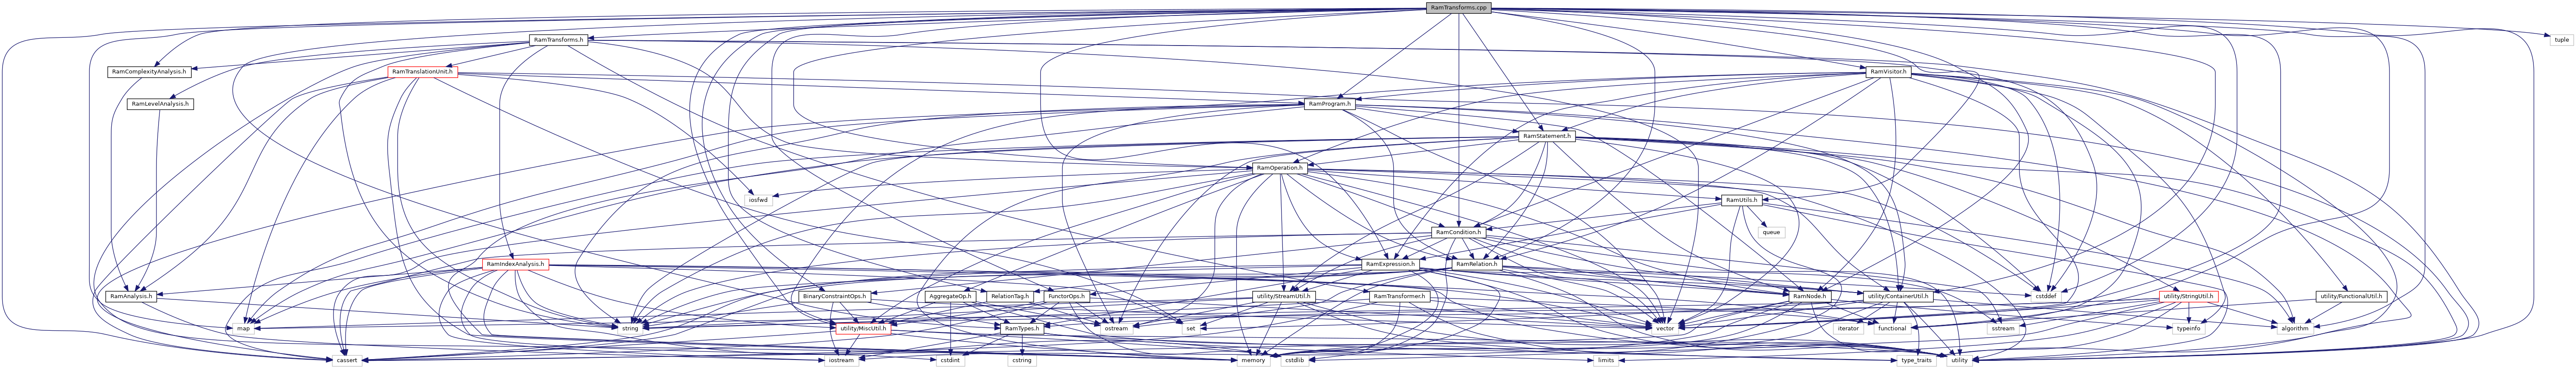 RamTransforms.cpp
RamTransforms.h
tuple
RamComplexityAnalysis.h
RamTranslationUnit.h
RamVisitor.h
RamLevelAnalysis.h
RamProgram.h
RamStatement.h
RamOperation.h
iosfwd
RamUtils.h
RamCondition.h
queue
RamIndexAnalysis.h
RamExpression.h
RamRelation.h
RamAnalysis.h
BinaryConstraintOps.h
AggregateOp.h
RelationTag.h
FunctorOps.h
utility/StreamUtil.h
RamTransformer.h
RamNode.h
utility/ContainerUtil.h
cstddef
utility/StringUtil.h
utility/FunctionalUtil.h
map
string
utility/MiscUtil.h
RamTypes.h
ostream
set
vector
functional
iterator
sstream
typeinfo
algorithm
cassert
iostream
cstdint
cstring
memory
cstdlib
limits
type_traits
utility